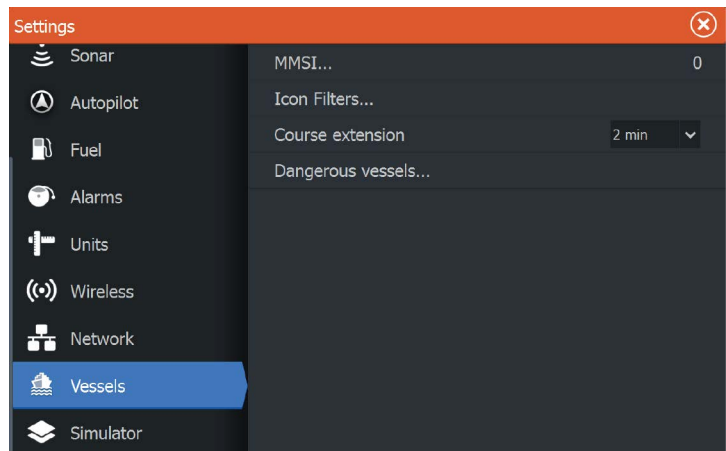 Settings
Sonar
Autopilot
Fuel
Alarms
Units
Wireless
Network
Vessels
Simulator
MMSI... 0
Icon Filters...
Course extension 2 min
Dangerous vessels...